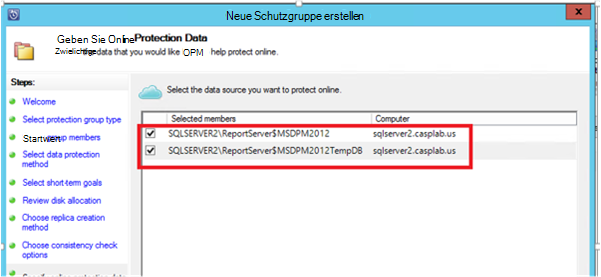 Neue Schutzgruppe erstellen
X
Geben Sie Online Protection Data
Zwielichtige the data that you would like OPM help protect online.
Steps:
Welcome
Select protection group type
Startwert group members
Select data protection
method
Select short-term goals
Review disk allocation
Choose replica creation
method
Choose consistency check
options
Select the data source you want to protect online.
Selected members Computer
SQLSERVER2\ReportServer$MSDPM2012 sqlserver2.casplab.us
SQLSERVER2\ReportServer$MSDPM2012TempDB sqlserver2.casplab.us